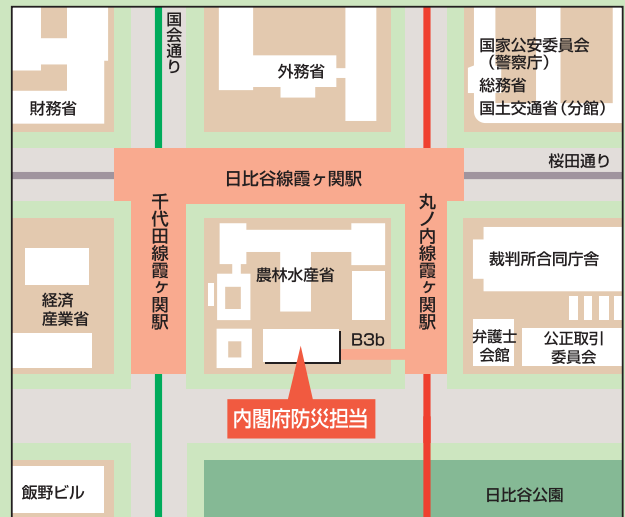 国会通り
外務省
国家公安委員会
（警察庁）
総務省
国土交通省（分館）
財務省
桜田通り
日比谷線霞ヶ関駅
千代田線霞ヶ関駅
丸ノ内線霞ヶ関駅
農林水産省
裁判所合同庁舎
経済
産業省
B3b
弁護士
会館
公正取引
委員会
内閣府防災担当
飯野ビル
日比谷公園